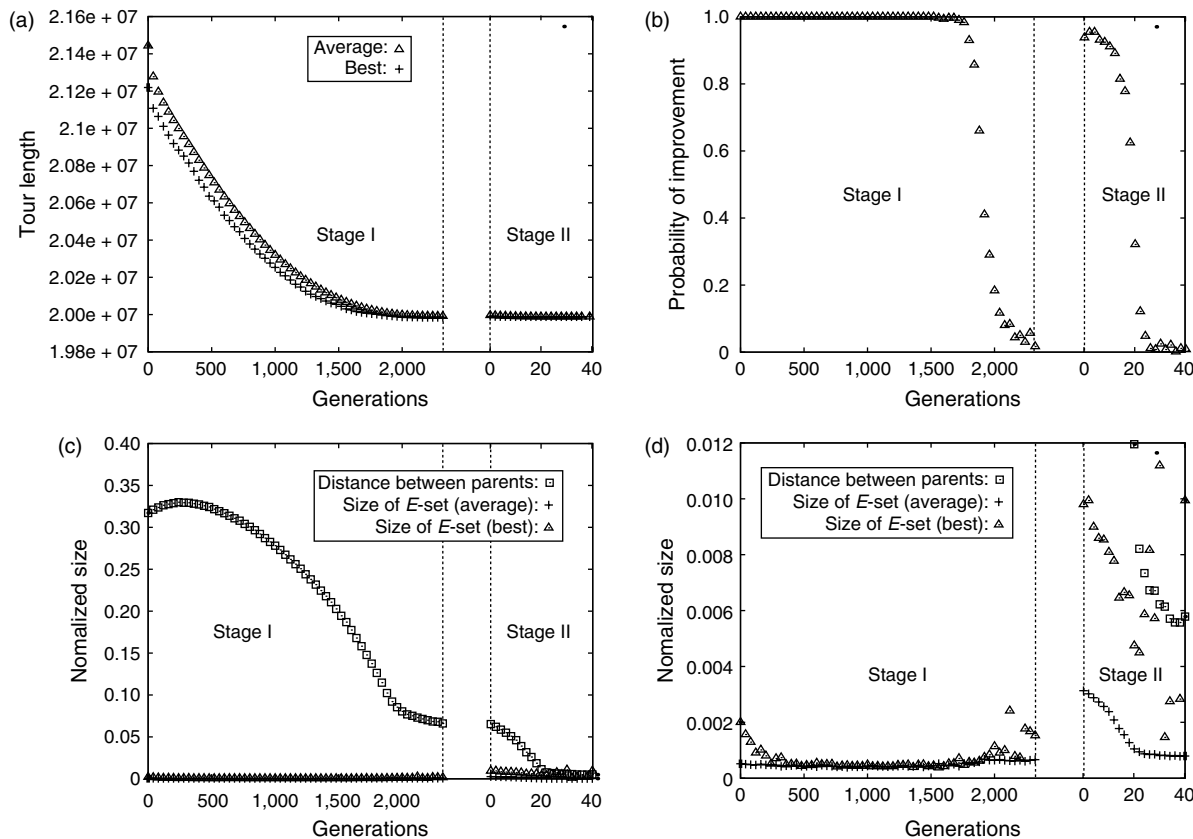 (a)
2.16e + 07
2.14e + 07
2.12e + 07
2.1e + 07
2.08e + 07
2.06e + 07
2.04e + 07
2.02e + 07
2.00e + 07
1.98e + 07
Tour length
Average:
Best:
Stage I
Stage II
0 500 1,000 1,500 2,000 0 20 40
Generations
(b)
1.0
0.8
0.6
0.4
0.2
0
Probability of improvement
Stage I
Stage II
0 500 1,000 1,500 2,000 0 20 40
Generations
(c)
0.40
0.35
0.30
0.25
0.20
0.15
0.10
0.05
0
Nomalized size
Distance between parents:
Size of E-set (average):
Size of E-set (best):
Stage I
Stage II
0 500 1,000 1,500 2,000 0 20 40
Generations
(d)
0.012
0.010
0.008
0.006
0.004
0.002
0
Nomalized size
Distance between parents:
Size of E-set (average):
Size of E-set (best):
Stage I
Stage II
0 500 1,000 1,500 2,000 0 20 40
Generations